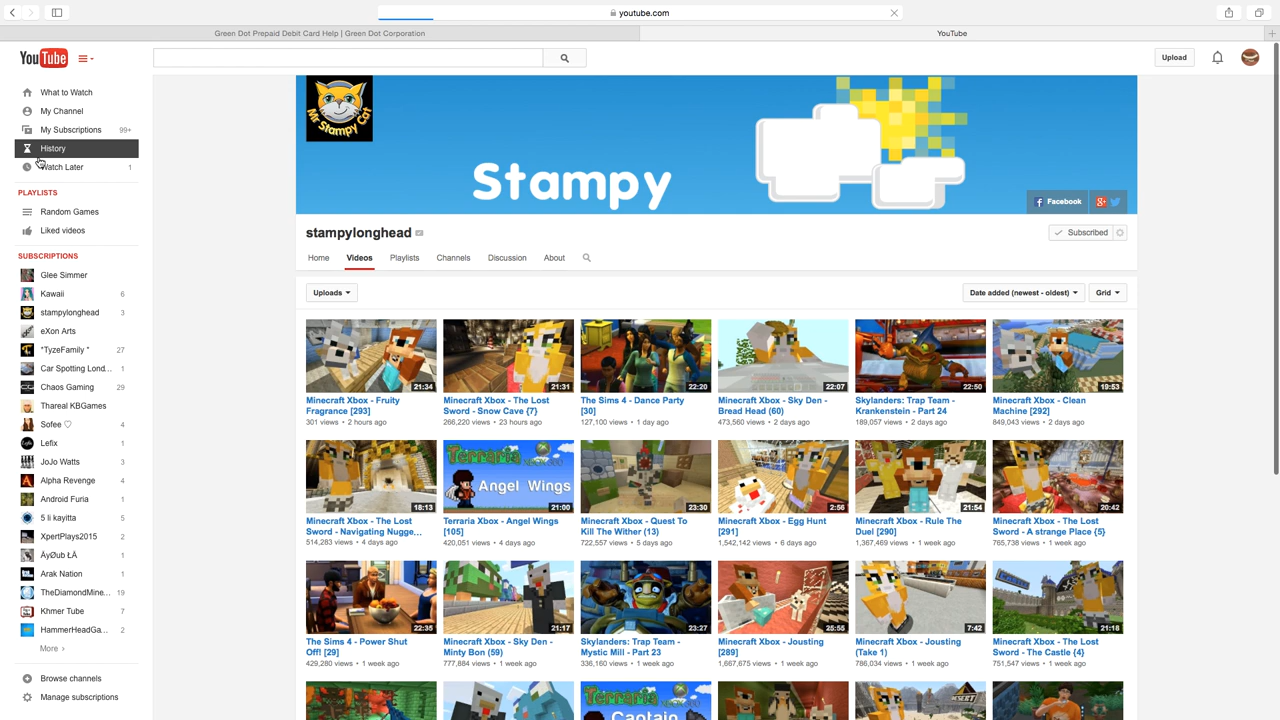 youtube.com
Green Dot Prepaid Debit Card Help | Green Dot Corporation
YouTube
YouTube
Upload
What to Watch
My Channel
My Subscriptions 99+
History
Watch Later 1
PLAYLISTS
Random Games
Liked videos
SUBSCRIPTIONS
Glee Simmer
Kawaii 6
stampylonghead 3
eXon Arts
*TyzeFamily * 27
Car Spotting Lond... 1
Chaos Gaming 29
Thareal KBGames
Sofee ♡ 4
Lefix
JoJo Watts 3
Alpha Revenge 4
Android Furia 1
5 li kayitta 5
XpertPlays2015 2
ÂyØub ŁÂ 1
Arak Nation 1
TheDiamondMine... 19
Khmer Tube 7
HammerHeadGa... 2
More ›
Browse channels
Manage subscriptions
Mr Stampy Cat
Stampy
Facebook
stampylonghead
Subscribed
Home Videos Playlists Channels Discussion About
Uploads
Date added (newest - oldest)
Grid
21:34 21:31 22:20 22:07 22:50 19:53
Minecraft Xbox - Fruity
Fragrance [293]
301 views • 2 hours ago
Minecraft Xbox - The Lost
Sword - Snow Cave {7}
266,220 views • 23 hours ago
The Sims 4 - Dance Party
[30]
127,100 views • 1 day ago
Minecraft Xbox - Sky Den -
Bread Head (60)
473,560 views • 2 days ago
Skylanders: Trap Team -
Krankenstein - Part 24
189,057 views • 2 days ago
Minecraft Xbox - Clean
Machine [292]
849,043 views • 2 days ago
Terraria XBOX 360
Angel Wings
18:13 21:00 23:30 2:56 21:54 20:42
Minecraft Xbox - The Lost
Sword - Navigating Nugge...
514,283 views • 4 days ago
Terraria Xbox - Angel Wings
[105]
420,051 views • 4 days ago
Minecraft Xbox - Quest To
Kill The Wither (13)
722,557 views • 5 days ago
Minecraft Xbox - Egg Hunt
[291]
1,542,142 views • 6 days ago
Minecraft Xbox - Rule The
Duel [290]
1,367,469 views • 1 week ago
Minecraft Xbox - The Lost
Sword - A strange Place {5}
765,738 views • 1 week ago
22:35 21:17 23:27 25:55 7:42 21:18
The Sims 4 - Power Shut
Off! [29]
429,280 views • 1 week ago
Minecraft Xbox - Sky Den -
Minty Bon (59)
777,884 views • 1 week ago
Skylanders: Trap Team -
Mystic Mill - Part 23
336,160 views • 1 week ago
Minecraft Xbox - Jousting
[289]
1,667,675 views • 1 week ago
Minecraft Xbox - Jousting
(Take 1)
786,034 views • 1 week ago
Minecraft Xbox - The Lost
Sword - The Castle {4}
751,547 views • 1 week ago
Terraria
Captain